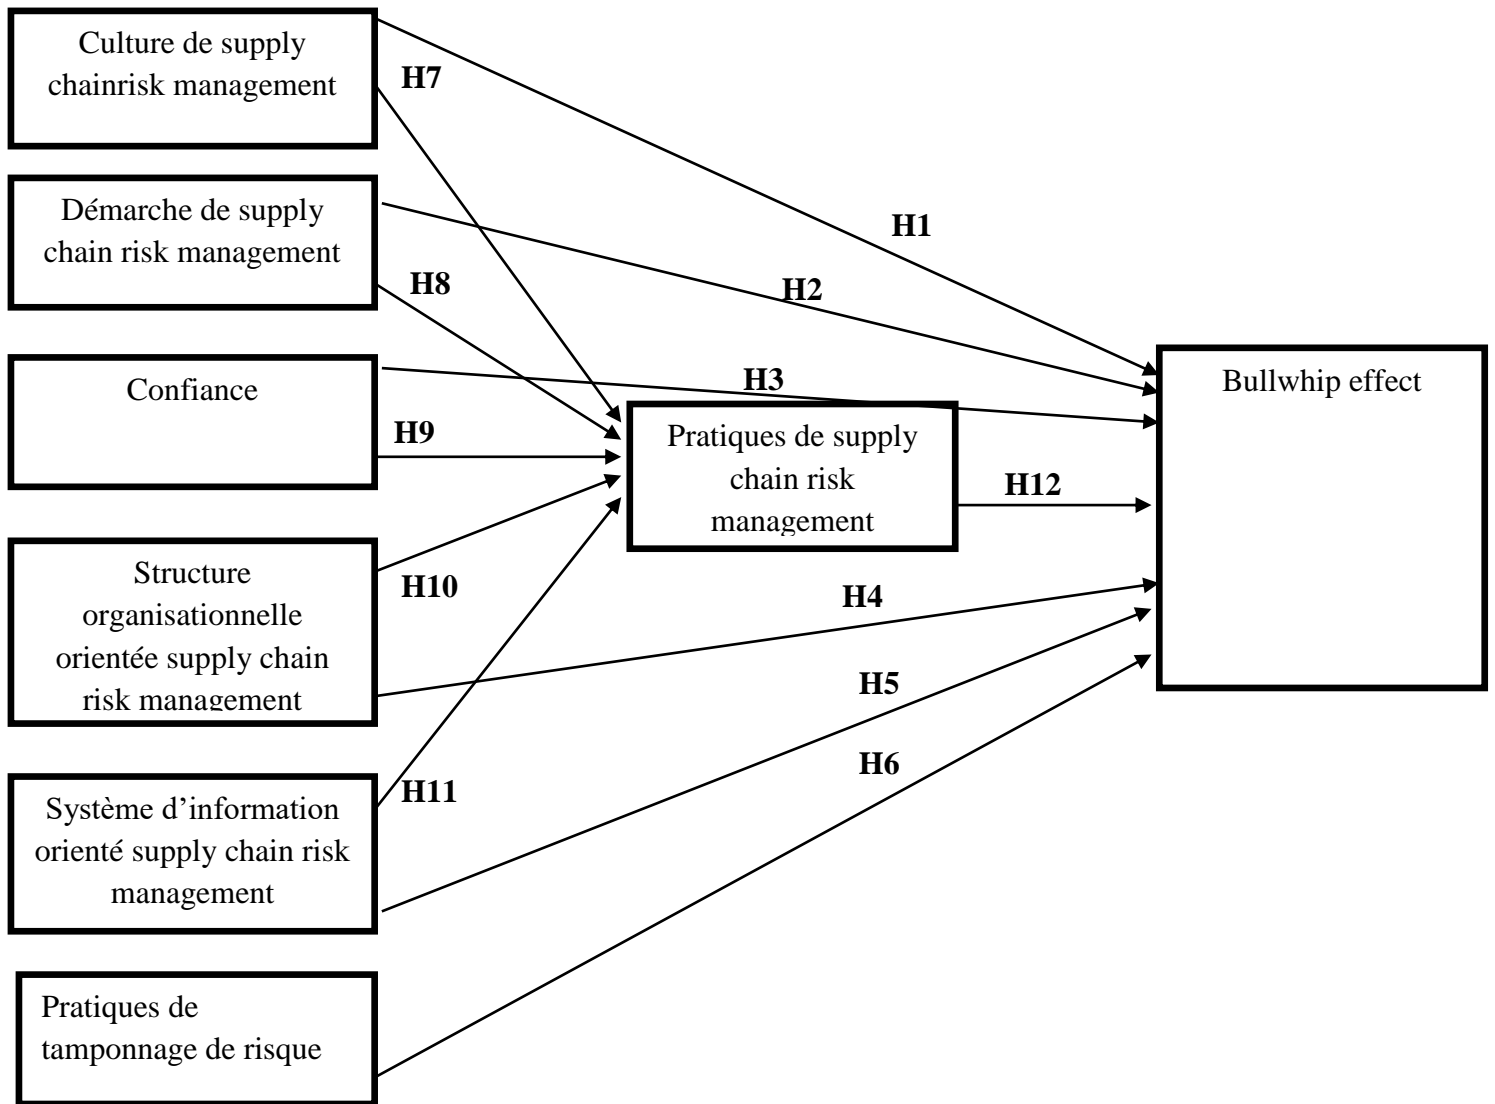 Culture de supply
chainrisk management
H7
H1
Démarche de supply
chain risk management
H8
H2
Confiance
H3
H9
Bullwhip effect
Pratiques de supply
chain risk
management
H12
Structure
organisationnelle
orientée supply chain
risk management
H10
H4
H5
H6
H11
Système d’information
orienté supply chain risk
management
Pratiques de
tamponnage de risque